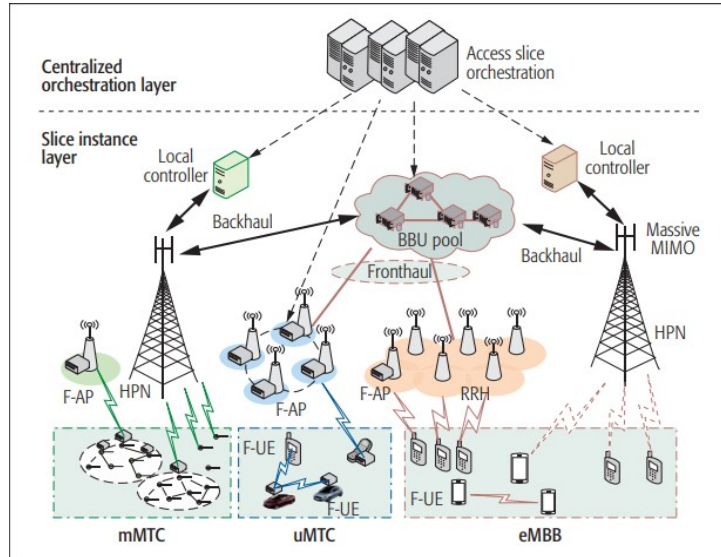 Centralized
orchestration layer
Access slice
orchestration
Slice instance
layer
Local
controller
Local
controller
Backhaul
BBU pool
Backhaul
Massive
MIMO
Fronthaul
HPN
F-AP
HPN
F-AP
F-AP
RRH
F-UE
F-UE
F-UE
mMTC
uMTC
eMBB